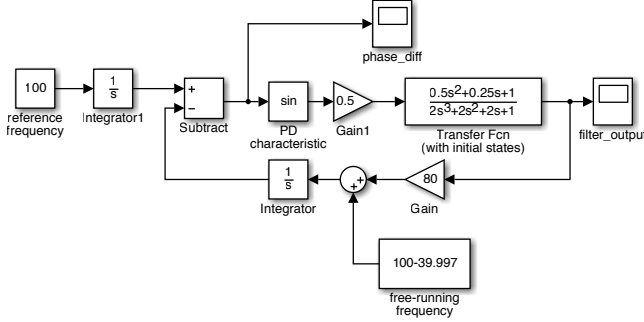 phase_diff
100
1
s
+
−
sin
0.5
0.5s²+0.25s+1
2s³+2s²+2s+1
reference
frequency
Integrator1
Subtract
PD
characteristic
Gain1
Transfer Fcn
(with initial states)
filter_output
1
s
+
+
80
Integrator
Gain
100-39.997
free-running
frequency